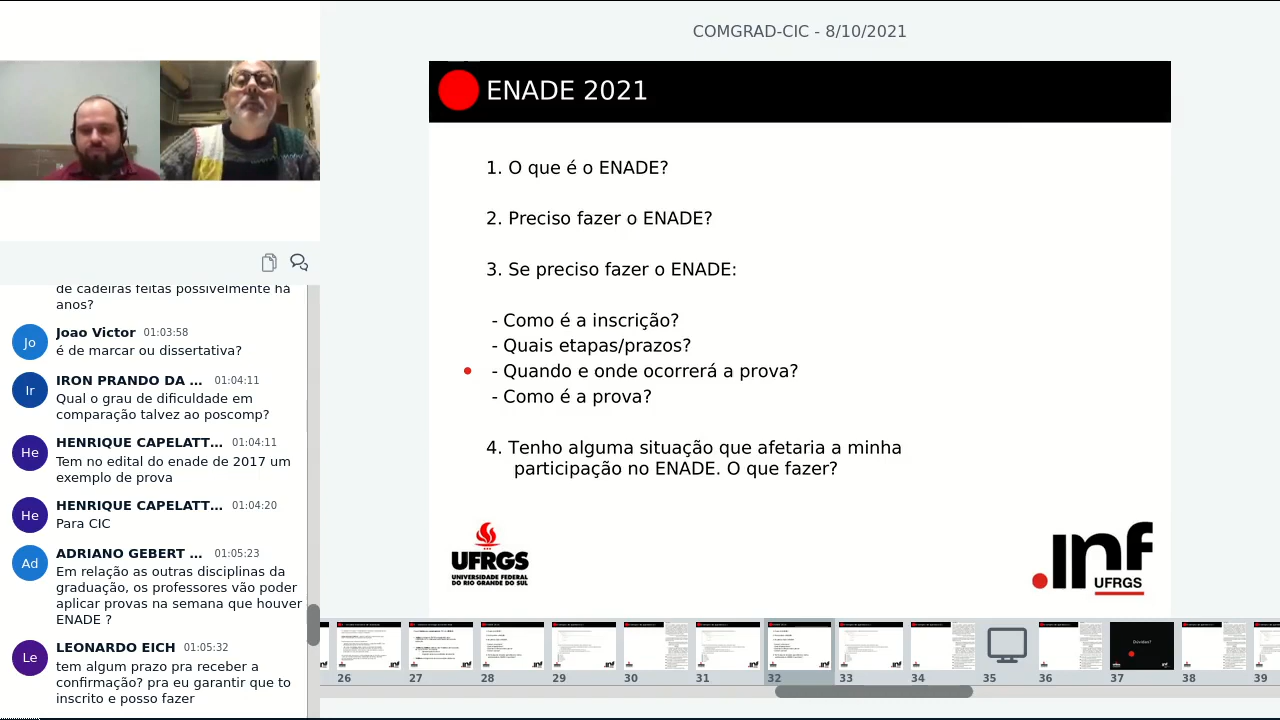 COMGRAD-CIC - 8/10/2021
ENADE 2021
1. O que é o ENADE?
2. Preciso fazer o ENADE?
3. Se preciso fazer o ENADE:
- Como é a inscrição?
- Quais etapas/prazos?
- Quando e onde ocorrerá a prova?
- Como é a prova?
4. Tenho alguma situação que afetaria a minha
participação no ENADE. O que fazer?
UFRGS
UNIVERSIDADE FEDERAL
DO RIO GRANDE DO SUL
.inf
UFRGS
de cadeiras feitas possivelmente há
anos?
Jo
Joao Victor 01:03:58
é de marcar ou dissertativa?
Ir
IRON PRANDO DA ... 01:04:11
Qual o grau de dificuldade em
comparação talvez ao poscomp?
He
HENRIQUE CAPELATT... 01:04:11
Tem no edital do enade de 2017 um
exemplo de prova
He
HENRIQUE CAPELATT... 01:04:20
Para CIC
Ad
ADRIANO GEBERT ... 01:05:23
Em relação as outras disciplinas da
graduação, os professores vão poder
aplicar provas na semana que houver
ENADE ?
Le
LEONARDO EICH 01:05:32
tem algum prazo pra receber a
confirmação? pra eu garantir que to
inscrito e posso fazer
Dúvidas?
26 27 28 29 30 31 32 33 34 35 36 37 38 39